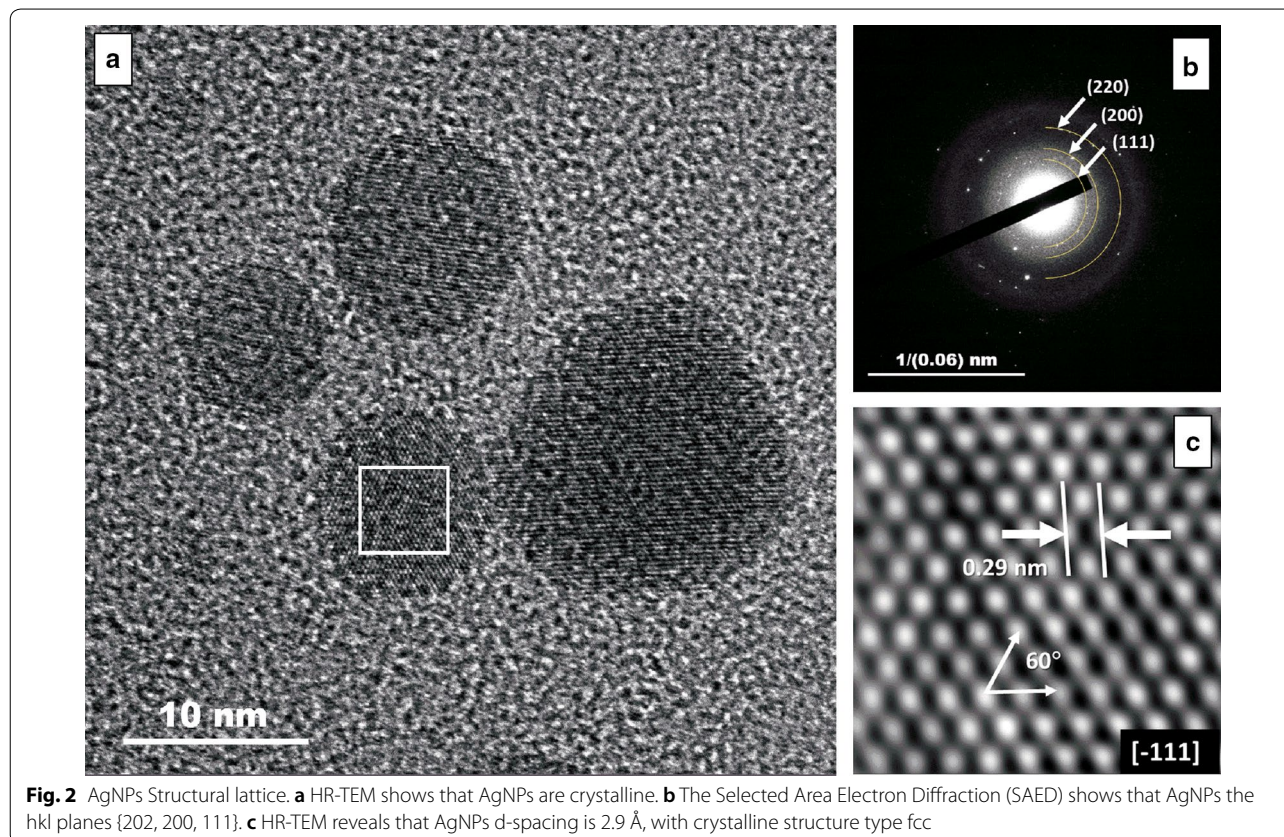 a
10 nm
b
(220)
(200)
(111)
1/(0.06) nm
c
0.29 nm
60°
[-111]
Fig. 2 AgNPs Structural lattice. a HR-TEM shows that AgNPs are crystalline. b The Selected Area Electron Diffraction (SAED) shows that AgNPs the
hkl planes {202, 200, 111}. c HR-TEM reveals that AgNPs d-spacing is 2.9 Å, with crystalline structure type fcc